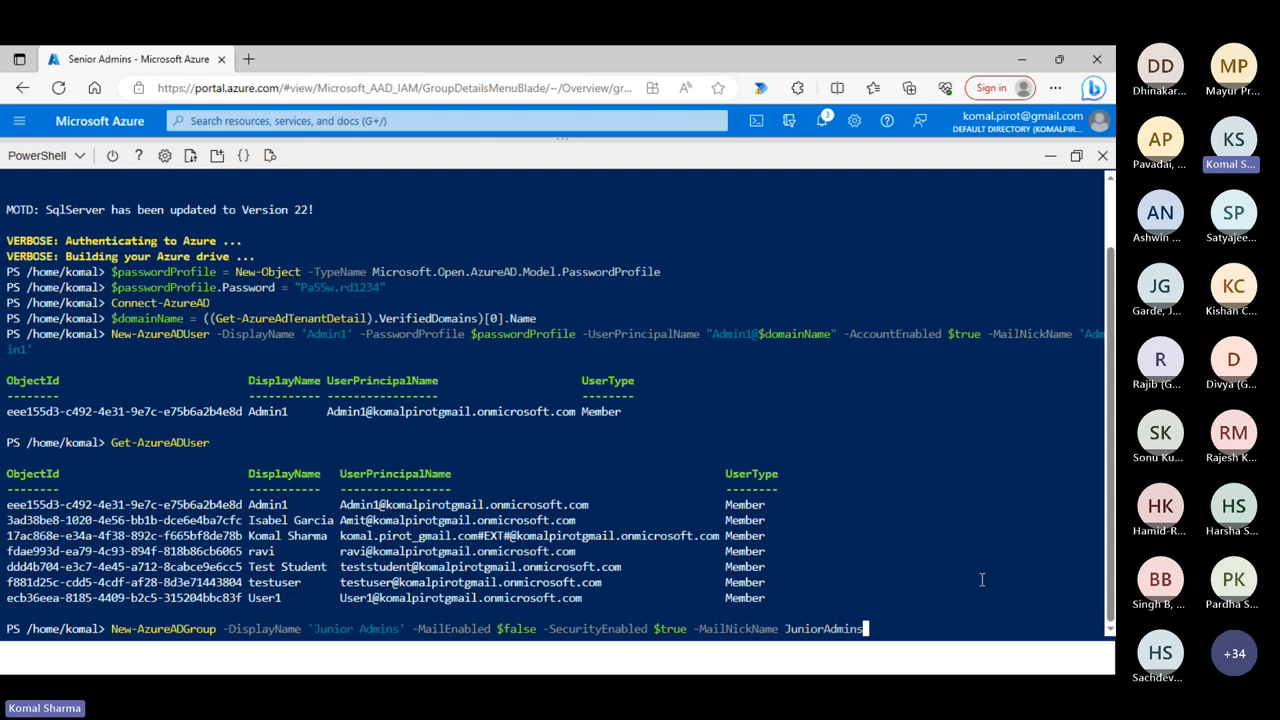 Senior Admins - Microsoft Azure
https://portal.azure.com/#view/Microsoft_AAD_IAM/GroupDetailsMenuBlade/~/Overview/gr...
Sign in
Microsoft Azure
Search resources, services, and docs (G+/)
3
komal.pirot@gmail.com
DEFAULT DIRECTORY (KOMALPIR...
PowerShell
MOTD: SqlServer has been updated to Version 22!
VERBOSE: Authenticating to Azure ...
VERBOSE: Building your Azure drive ...
PS /home/komal> $passwordProfile = New-Object -TypeName Microsoft.Open.AzureAD.Model.PasswordProfile
PS /home/komal> $passwordProfile.Password = "Pa55w.rd1234"
PS /home/komal> Connect-AzureAD
PS /home/komal> $domainName = ((Get-AzureAdTenantDetail).VerifiedDomains)[0].Name
PS /home/komal> New-AzureADUser -DisplayName 'Admin1' -PasswordProfile $passwordProfile -UserPrincipalName "Admin1@$domainName" -AccountEnabled $true -MailNickName 'Adm
in1'
ObjectId DisplayName UserPrincipalName UserType
-------- ----------- ----------------- --------
eee155d3-c492-4e31-9e7c-e75b6a2b4e8d Admin1 Admin1@komalpirotgmail.onmicrosoft.com Member
PS /home/komal> Get-AzureADUser
ObjectId DisplayName UserPrincipalName UserType
-------- ----------- ----------------- --------
eee155d3-c492-4e31-9e7c-e75b6a2b4e8d Admin1 Admin1@komalpirotgmail.onmicrosoft.com Member
3ad38be8-1020-4e56-bb1b-dce6e4ba7cfc Isabel Garcia Amit@komalpirotgmail.onmicrosoft.com Member
17ac868e-e34a-4f38-892c-f665bf8de78b Komal Sharma komal.pirot_gmail.com#EXT#@komalpirotgmail.onmicrosoft.com Member
fdae993d-ea79-4c93-894f-818b86cb6065 ravi ravi@komalpirotgmail.onmicrosoft.com Member
ddd4b704-e3c7-4e45-a712-8cabce9e6cc5 Test Student teststudent@komalpirotgmail.onmicrosoft.com Member
f881d25c-cdd5-4cdf-af28-8d3e71443804 testuser testuser@komalpirotgmail.onmicrosoft.com Member
ecb36eea-8185-4409-b2c5-315204bbc83f User1 User1@komalpirotgmail.onmicrosoft.com Member
PS /home/komal> New-AzureADGroup -DisplayName 'Junior Admins' -MailEnabled $false -SecurityEnabled $true -MailNickName JuniorAdmins
Komal Sharma
DD MP
Dhinakar... Mayur Pr...
AP KS
Pavadai, ... Komal S...
AN SP
Ashwin ... Satyajee...
JG KC
Garde, J... Kishan C...
R D
Rajib (G... Divya (G...
SK RM
Sonu Ku... Rajesh K...
HK HS
Hamid-R... Harsha S...
BB PK
Singh B, ... Pardha S...
HS +34
Sachdev...